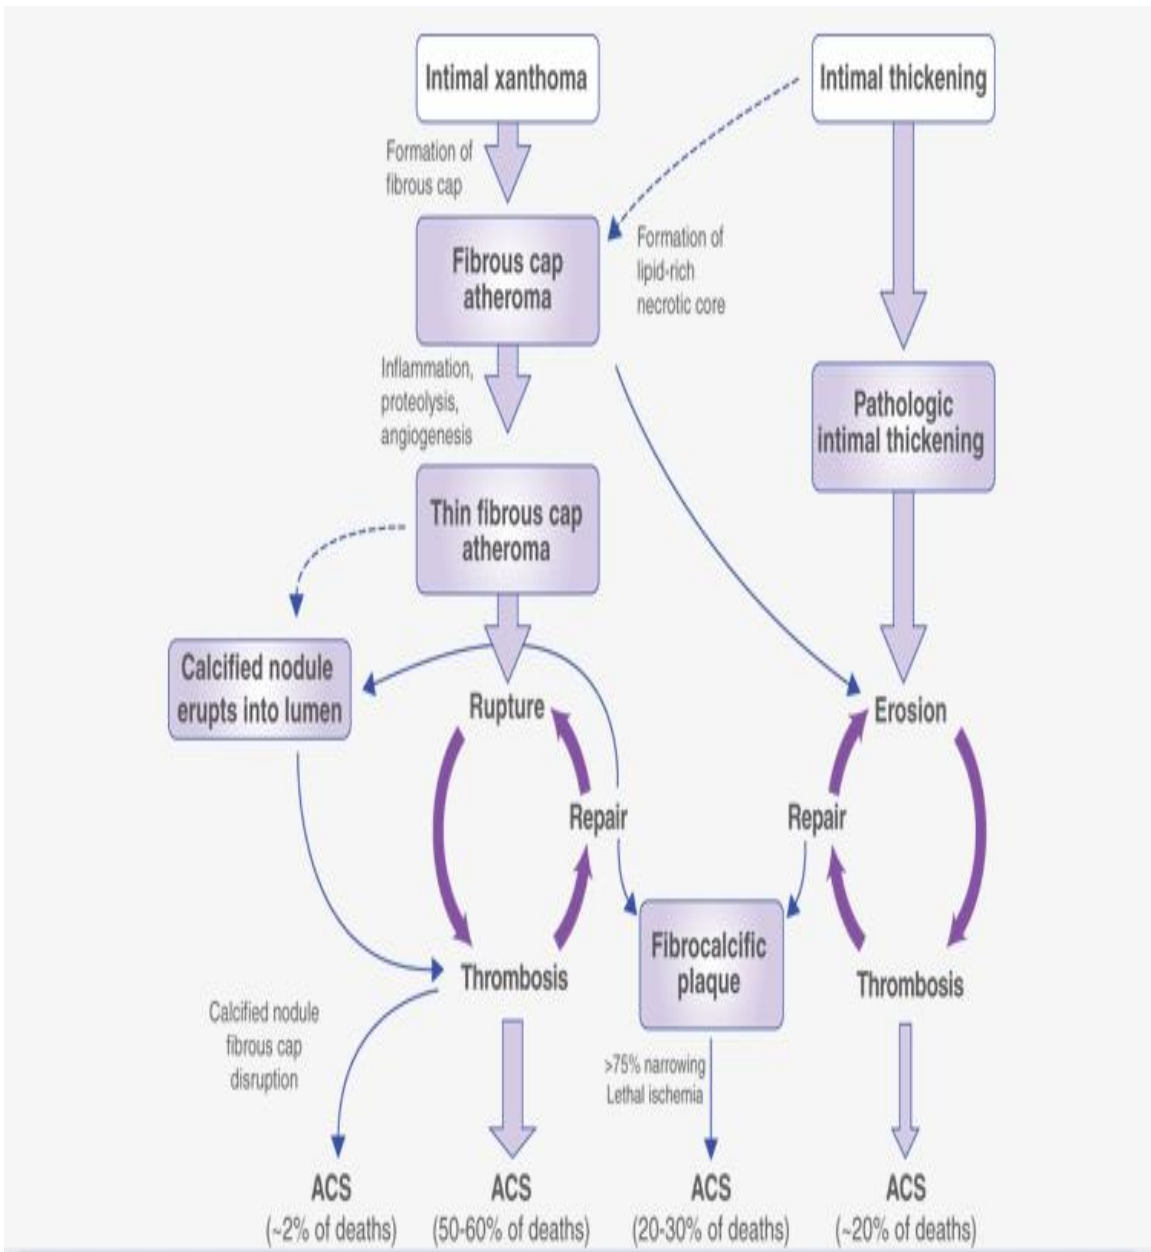 Intimal xanthoma
Intimal thickening
Formation of
fibrous cap
Fibrous cap
atheroma
Formation of
lipid-rich
necrotic core
Inflammation,
proteolysis,
angiogenesis
Pathologic
intimal thickening
Thin fibrous cap
atheroma
Calcified nodule
erupts into lumen
Rupture
Erosion
Repair
Repair
Fibrocalcific
plaque
Thrombosis
Thrombosis
Calcified nodule
fibrous cap
disruption
>75% narrowing
Lethal ischemia
ACS
(~2% of deaths)
ACS
(50-60% of deaths)
ACS
(20-30% of deaths)
ACS
(~20% of deaths)